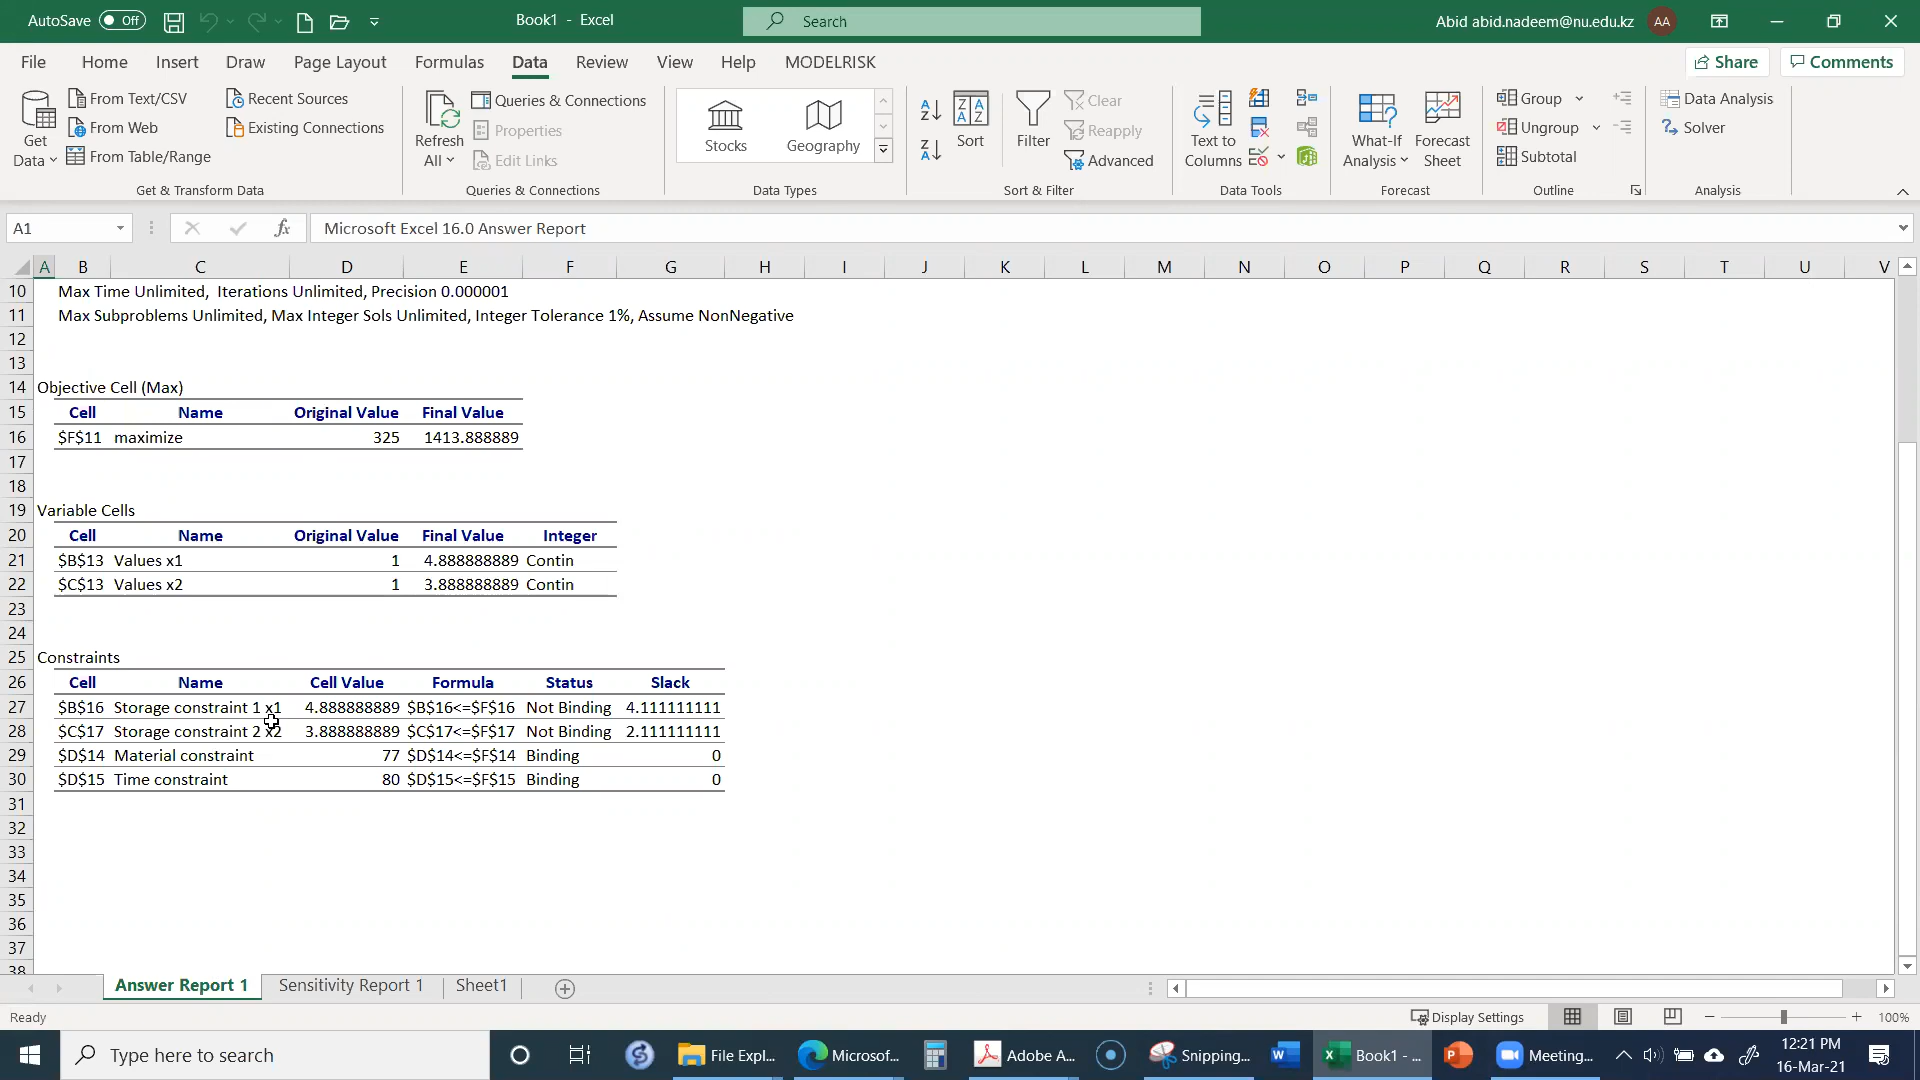 AutoSave Off
Book1 - Excel
Search
Abid abid.nadeem@nu.edu.kz AA
File Home Insert Draw Page Layout Formulas Data Review View Help MODELRISK
Share Comments
Get Data
From Text/CSV
From Web
From Table/Range
Recent Sources
Existing Connections
Get & Transform Data
Refresh All
Queries & Connections
Properties
Edit Links
Queries & Connections
Stocks Geography
Data Types
Sort
Filter
Clear
Reapply
Advanced
Sort & Filter
Text to Columns
Data Tools
What-If Analysis
Forecast Sheet
Forecast
Group
Ungroup
Subtotal
Outline
Data Analysis
Solver
Analysis
A1 fx Microsoft Excel 16.0 Answer Report
A B C D E F G H I J K L M N O P Q R S T U V
10 Max Time Unlimited, Iterations Unlimited, Precision 0.000001
11 Max Subproblems Unlimited, Max Integer Sols Unlimited, Integer Tolerance 1%, Assume NonNegative
12
13
14 Objective Cell (Max)
15 Cell Name Original Value Final Value
16 $F$11 maximize 325 1413.888889
17
18
19 Variable Cells
20 Cell Name Original Value Final Value Integer
21 $B$13 Values x1 1 4.888888889 Contin
22 $C$13 Values x2 1 3.888888889 Contin
23
24
25 Constraints
26 Cell Name Cell Value Formula Status Slack
27 $B$16 Storage constraint 1 x1 4.888888889 $B$16<=$F$16 Not Binding 4.111111111
28 $C$17 Storage constraint 2 x2 3.888888889 $C$17<=$F$17 Not Binding 2.111111111
29 $D$14 Material constraint 77 $D$14<=$F$14 Binding 0
30 $D$15 Time constraint 80 $D$15<=$F$15 Binding 0
31
32
33
34
35
36
37
38
Answer Report 1 Sensitivity Report 1 Sheet1
Ready
Display Settings
100%
Type here to search
File Expl...
Microsof...
Adobe A...
Snipping...
Book1 - ...
Meeting...
12:21 PM
16-Mar-21